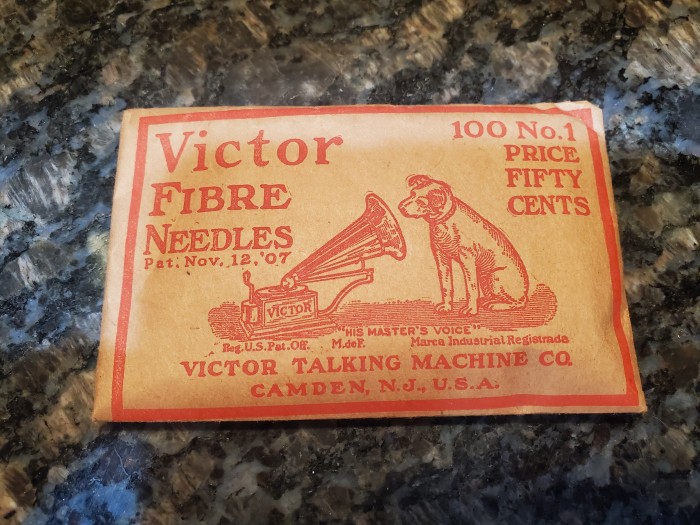 Victor
FIBRE
NEEDLES
Pat. Nov. 12, '07
100 No.1
PRICE
FIFTY
CENTS
VICTOR
"HIS MASTER'S VOICE"
Reg. U.S. Pat. Off. M.deF. Marca Industrial Registrada
VICTOR TALKING MACHINE CO.
CAMDEN, N.J., U.S.A.